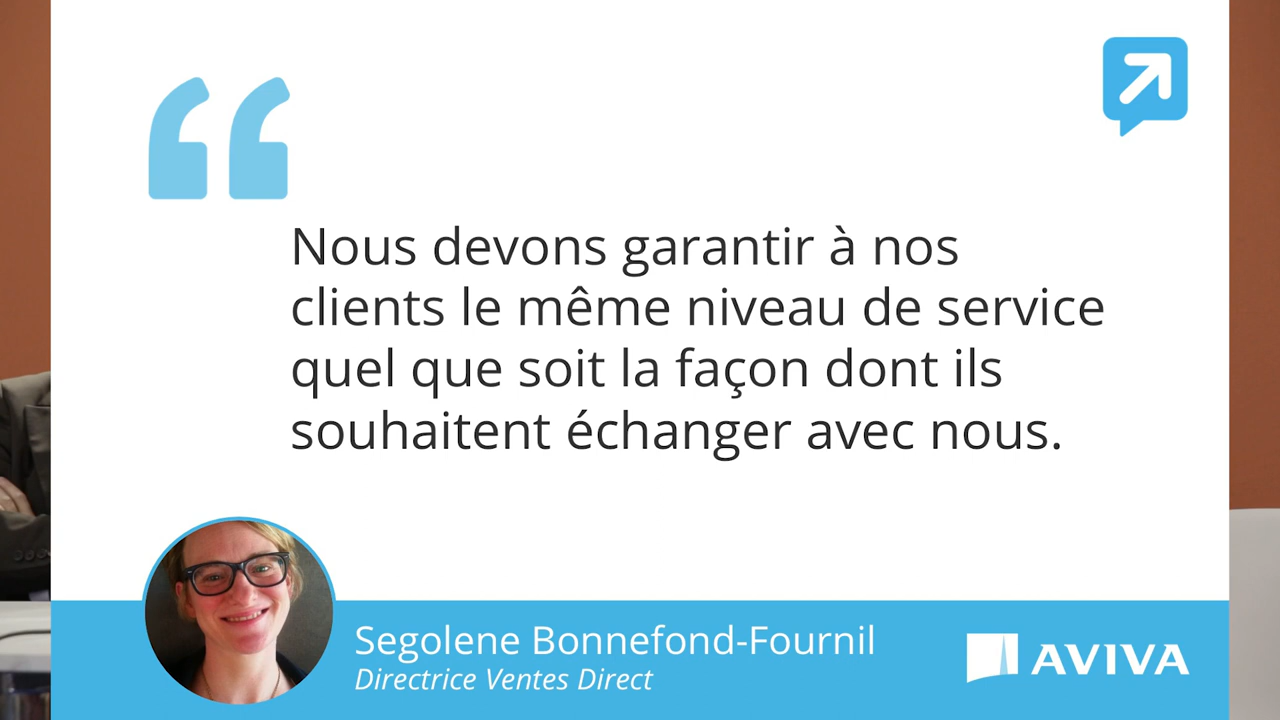 Nous devons garantir à nos
clients le même niveau de service
quel que soit la façon dont ils
souhaitent échanger avec nous.
Segolene Bonnefond-Fournil
Directrice Ventes Direct
AVIVA